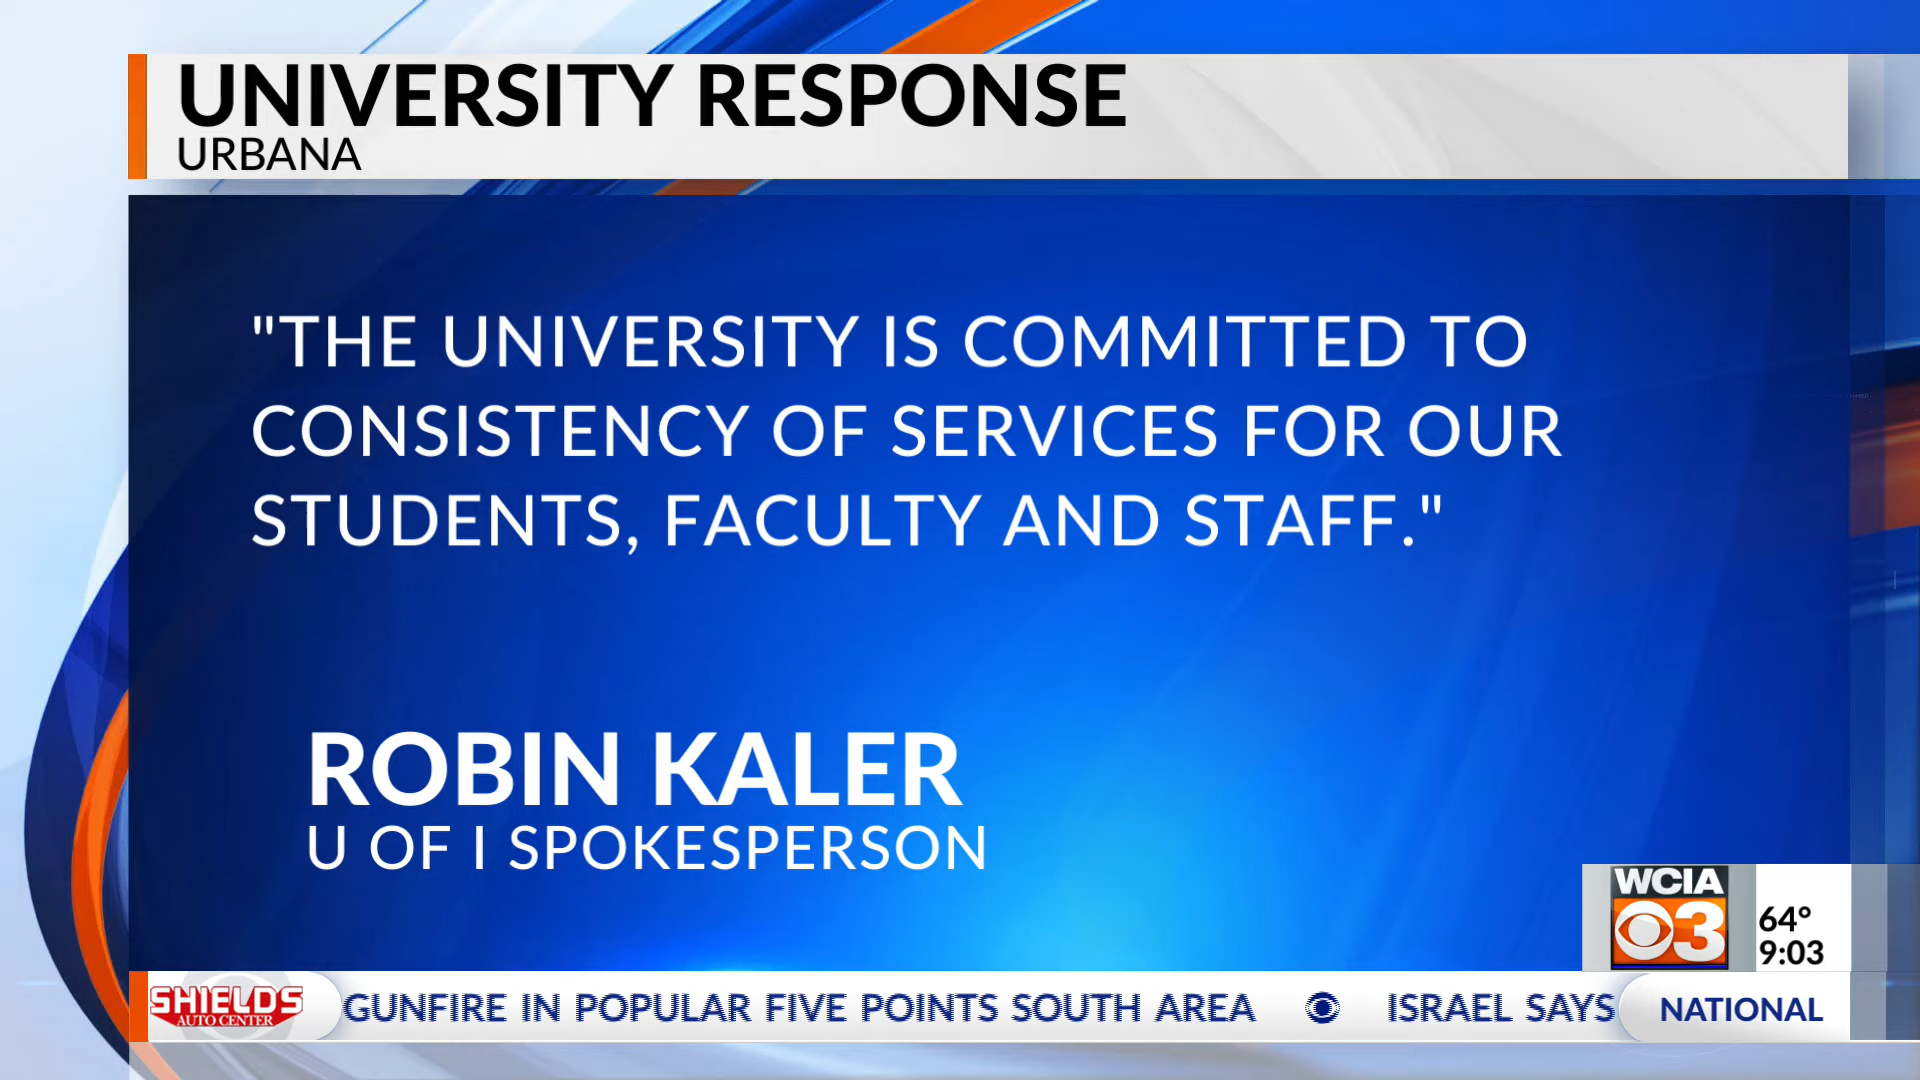 UNIVERSITY RESPONSE
URBANA
"THE UNIVERSITY IS COMMITTED TO
CONSISTENCY OF SERVICES FOR OUR
STUDENTS, FACULTY AND STAFF."
ROBIN KALER
U OF I SPOKESPERSON
WCIA
3
64°
9:03
SHIELDS
AUTO CENTER
GUNFIRE IN POPULAR FIVE POINTS SOUTH AREA ISRAEL SAYS
NATIONAL